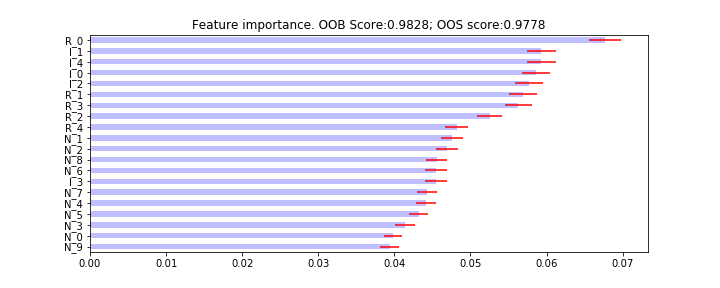 Feature importance. OOB Score:0.9828; OOS score:0.9778
R_0
I_1
I_4
I_0
I_2
R_1
R_3
R_2
R_4
N_1
N_2
N_8
N_6
I_3
N_7
N_4
N_5
N_3
N_0
N_9
0.00 0.01 0.02 0.03 0.04 0.05 0.06 0.07